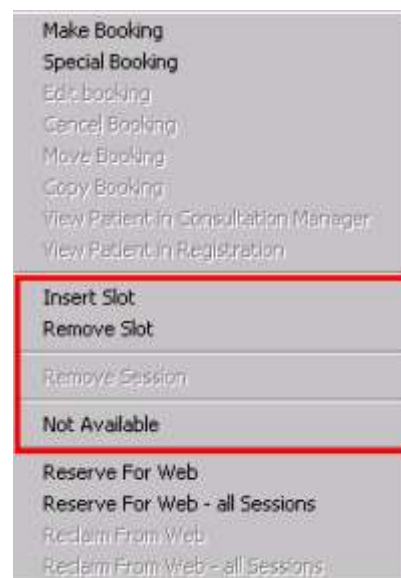 Make Booking
Special Booking
Edit booking
Cancel Booking
Move Booking
Copy Booking
View Patient in Consultation Manager
View Patient in Registration
Insert Slot
Remove Slot
Remove Session
Not Available
Reserve For Web
Reserve For Web - all Sessions
Reclaim From Web
Reclaim From Web - all Sessions